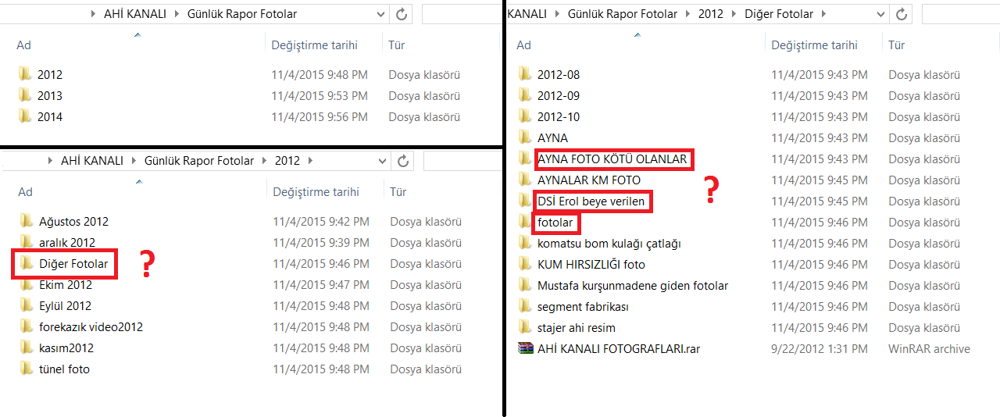 AHİ KANALI Günlük Rapor Fotolar
Ad Değiştirme tarihi Tür
2012 11/4/2015 9:48 PM Dosya klasörü
2013 11/4/2015 9:53 PM Dosya klasörü
2014 11/4/2015 9:56 PM Dosya klasörü
AHİ KANALI Günlük Rapor Fotolar 2012
Ad Değiştirme tarihi Tür
Ağustos 2012 11/4/2015 9:42 PM Dosya klasörü
aralık 2012 11/4/2015 9:39 PM Dosya klasörü
Diğer Fotolar 11/4/2015 9:46 PM Dosya klasörü
?
Ekim 2012 11/4/2015 9:47 PM Dosya klasörü
Eylül 2012 11/4/2015 9:48 PM Dosya klasörü
forekazık video2012 11/4/2015 9:48 PM Dosya klasörü
kasım2012 11/4/2015 9:48 PM Dosya klasörü
tünel foto 11/4/2015 9:48 PM Dosya klasörü
KANALI Günlük Rapor Fotolar 2012 Diğer Fotolar
Ad Değiştirme tarihi Tür
2012-08 11/4/2015 9:43 PM Dosya klasörü
2012-09 11/4/2015 9:43 PM Dosya klasörü
2012-10 11/4/2015 9:43 PM Dosya klasörü
AYNA 11/4/2015 9:43 PM Dosya klasörü
AYNA FOTO KÖTÜ OLANLAR 11/4/2015 9:45 PM Dosya klasörü
AYNALAR KM FOTO 11/4/2015 9:45 PM Dosya klasörü
?
DSİ Erol beye verilen 11/4/2015 9:45 PM Dosya klasörü
fotolar 11/4/2015 9:46 PM Dosya klasörü
komatsu bom kulağı çatlağı 11/4/2015 9:46 PM Dosya klasörü
KUM HIRSIZLIĞI foto 11/4/2015 9:46 PM Dosya klasörü
Mustafa kurşunmadene giden fotolar 11/4/2015 9:46 PM Dosya klasörü
segment fabrikası 11/4/2015 9:46 PM Dosya klasörü
stajer ahi resim 11/4/2015 9:46 PM Dosya klasörü
AHİ KANALI FOTOGRAFLARI.rar 9/22/2012 1:31 PM WinRAR archive